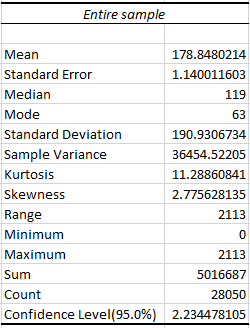 Entire sample
Mean 178.8480214
Standard Error 1.140011603
Median 119
Mode 63
Standard Deviation 190.9306734
Sample Variance 36454.52205
Kurtosis 11.28860841
Skewness 2.775628135
Range 2113
Minimum 0
Maximum 2113
Sum 5016687
Count 28050
Confidence Level(95.0%) 2.234478105